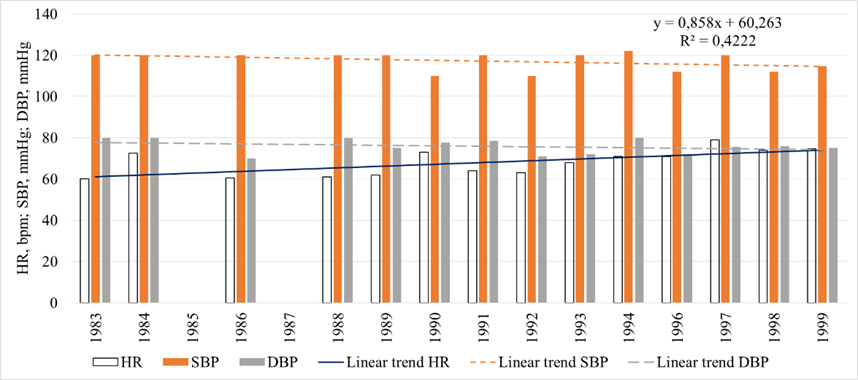 y = 0,858x + 60,263
R² = 0,4222
HR, bpm; SBP, mmHg; DBP, mmHg
140
120
100
80
60
40
20
0
1983 1984 1985 1986 1987 1988 1989 1990 1991 1992 1993 1994 1996 1997 1998 1999
HR SBP DBP Linear trend HR Linear trend SBP Linear trend DBP